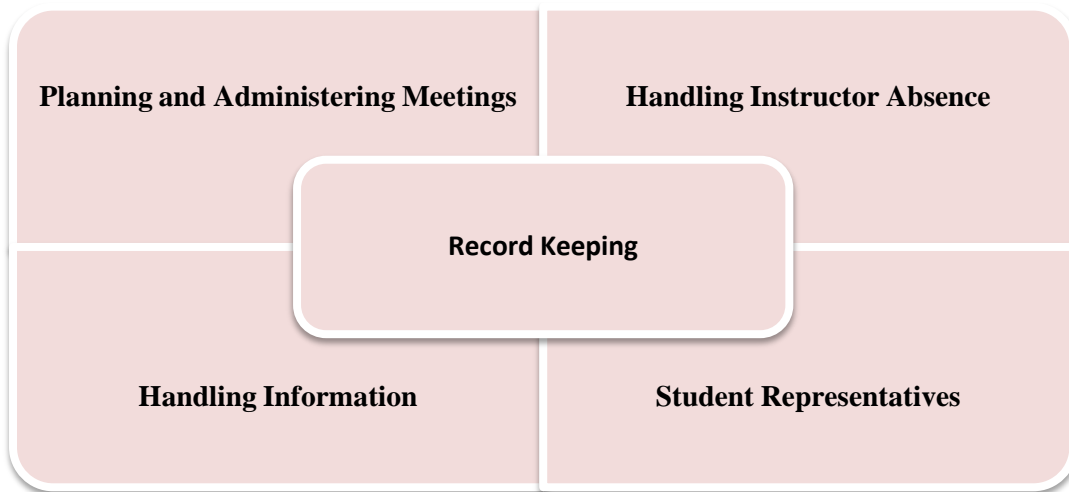 Planning and Administering Meetings
Handling Instructor Absence
Record Keeping
Handling Information
Student Representatives